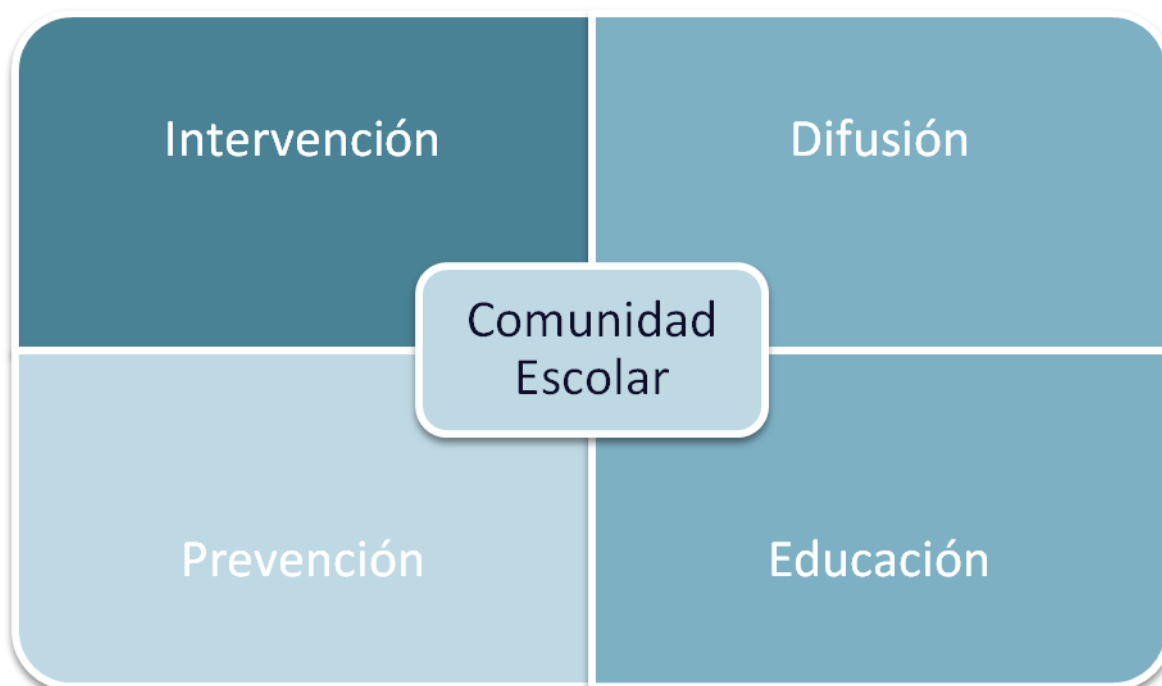 Intervención
Difusión
Comunidad
Escolar
Prevención
Educación